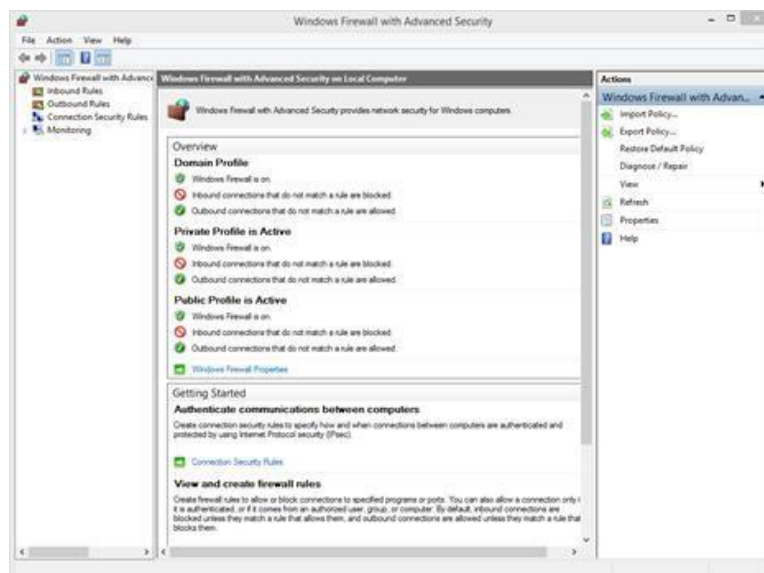 Windows Firewall with Advanced Security
File Action View Help
Windows Firewall with Advance
Inbound Rules
Outbound Rules
Connection Security Rules
Monitoring
Windows Firewall with Advanced Security on Local Computer
Windows Firewall with Advanced Security provides network security for Windows computers.
Overview
Domain Profile
Windows Firewall is on.
Inbound connections that do not match a rule are blocked.
Outbound connections that do not match a rule are allowed.
Private Profile is Active
Windows Firewall is on.
Inbound connections that do not match a rule are blocked.
Outbound connections that do not match a rule are allowed.
Public Profile is Active
Windows Firewall is on.
Inbound connections that do not match a rule are blocked.
Outbound connections that do not match a rule are allowed.
Windows Firewall Properties
Getting Started
Authenticate communications between computers
Create connection security rules to specify how and when connections between computers are authenticated and
protected by using Internet Protocol security (IPsec).
Connection Security Rules
View and create firewall rules
Create firewall rules to allow or block connections to specified programs or ports. You can also allow a connection only i
it is authenticated, or if it comes from an authorized user, group, or computer. By default, inbound connections are
blocked unless they match a rule that allows them, and outbound connections are allowed unless they match a rule that
blocks them.
Actions
Windows Firewall with Advan...
Import Policy...
Export Policy...
Restore Default Policy
Diagnose / Repair
View
Refresh
Properties
Help